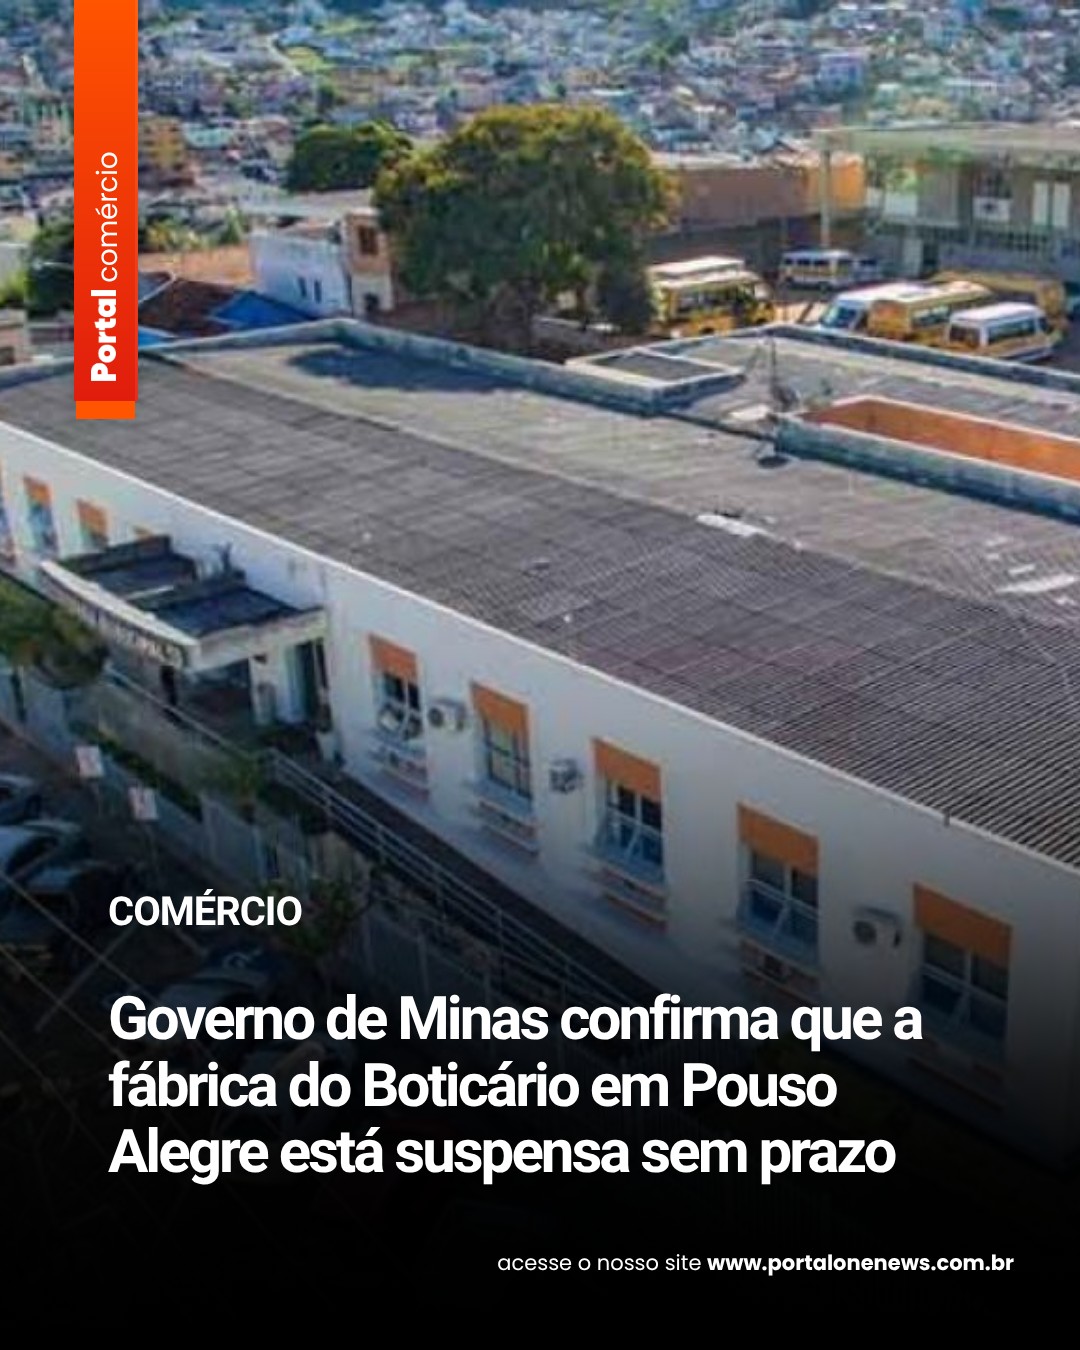 Portal comércio
COMÉRCIO
Governo de Minas confirma que a
fábrica do Boticário em Pouso
Alegre está suspensa sem prazo
acesse o nosso site www.portalonenews.com.br